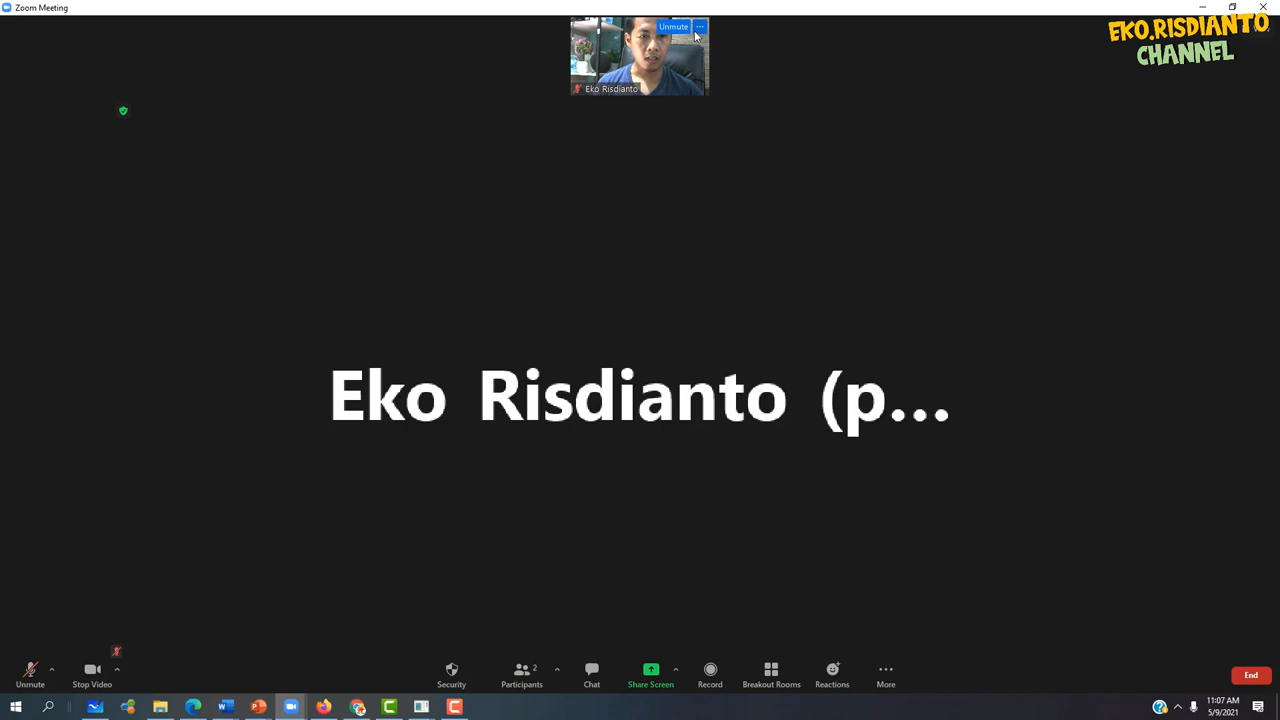 Zoom Meeting
EKO.RISDIANTO
CHANNEL
Unmute ...
Eko Risdianto
Eko Risdianto (p...
Unmute
Stop Video
Security
Participants 2
Chat
Share Screen
Record
Breakout Rooms
Reactions
More
End
11:07 AM
5/9/2021